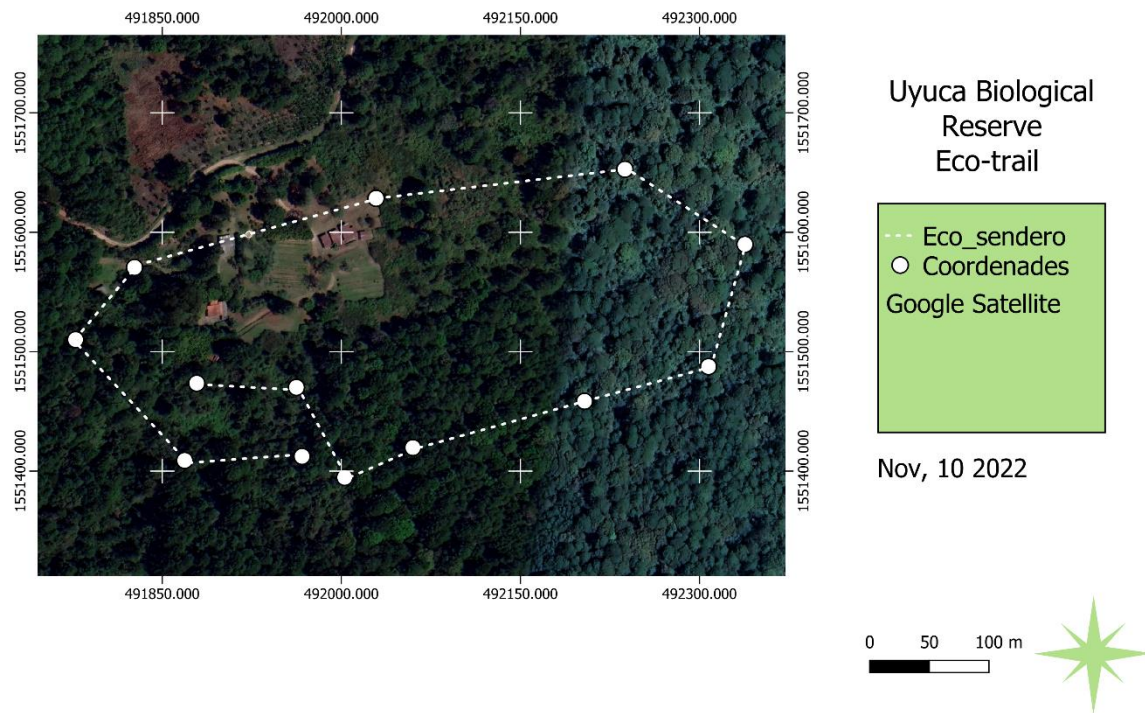 491850.000 492000.000 492150.000 492300.000
1551700.000 1551700.000
1551600.000 1551600.000
1551500.000 1551500.000
1551400.000 1551400.000
491850.000 492000.000 492150.000 492300.000
Uyuca Biological
Reserve
Eco-trail
Eco_sendero
Coordenades
Google Satellite
Nov, 10 2022
0 50 100 m